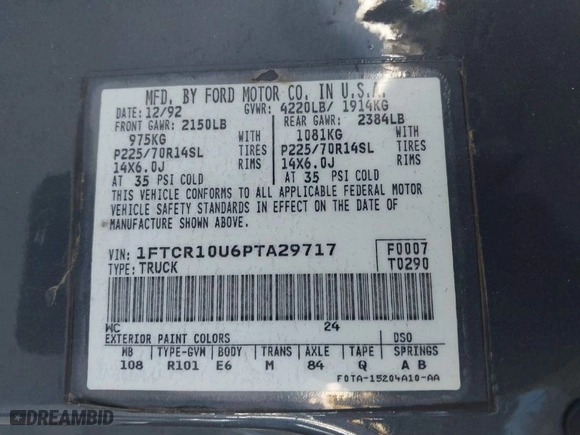 MFD. BY FORD MOTOR CO. IN U.S.A.
DATE: 12/92 GVWR: 4220LB/ 1914KG
FRONT GAWR: 2150LB REAR GAWR: 2384LB
975KG WITH 1081KG WITH
P225/70R14SL TIRES P225/70R14SL TIRES
14X6.0J RIMS 14X6.0J RIMS
AT 35 PSI COLD AT 35 PSI COLD
THIS VEHICLE CONFORMS TO ALL APPLICABLE FEDERAL MOTOR
VEHICLE SAFETY STANDARDS IN EFFECT ON THE DATE OF
MANUFACTURE SHOWN ABOVE.
VIN: 1FTCR10U6PTA29717 F0007
TYPE: TRUCK T0290
WC 24
EXTERIOR PAINT COLORS DSO
WB TYPE-GVM BODY TRANS AXLE TAPE SPRINGS
108 R101 E6 M 84 Q A B
F0TA-15204A10-AA
DREAMBID